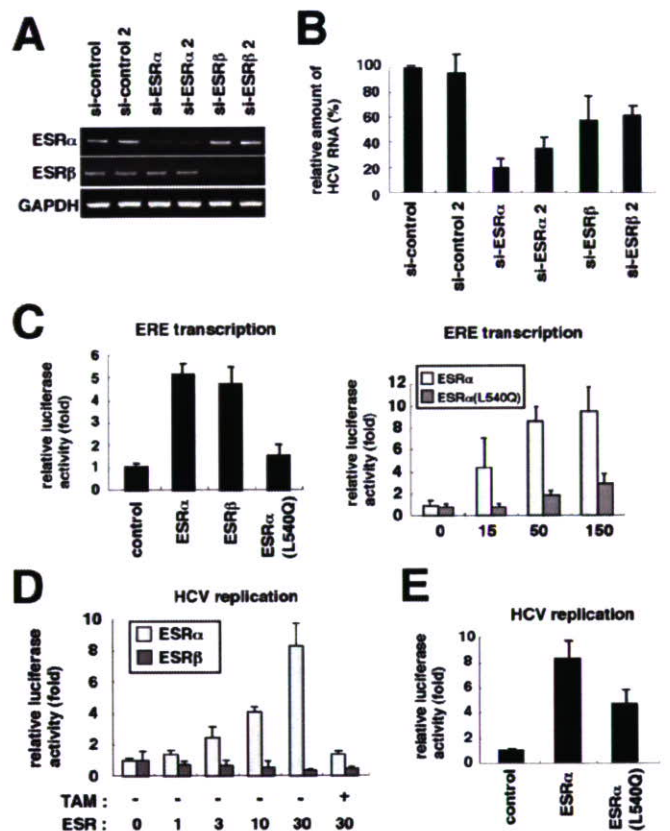 A
si-control
si-control 2
si-ESRα
si-ESRα 2
si-ESRβ
si-ESRβ 2
ESRα
ESRβ
GAPDH
B
relative amount of
HCV RNA (%)
100
80
60
40
20
si-control
si-control 2
si-ESRα
si-ESRα 2
si-ESRβ
si-ESRβ 2
C
ERE transcription
relative luciferase
activity (fold)
6
5
4
3
2
1
0
control
ESRα
ESRβ
ESRα
(L540Q)
ERE transcription
relative luciferase
activity (fold)
12
10
8
6
4
2
0
ESRα
ESRα(L540Q)
0 15 50 150
D
HCV replication
relative luciferase
activity (fold)
10
8
6
4
2
0
ESRα
ESRβ
TAM : - - - - - +
ESR : 0 1 3 10 30 30
E
HCV replication
relative luciferase
activity (fold)
10
8
6
4
2
0
control
ESRα
ESRα
(L540Q)